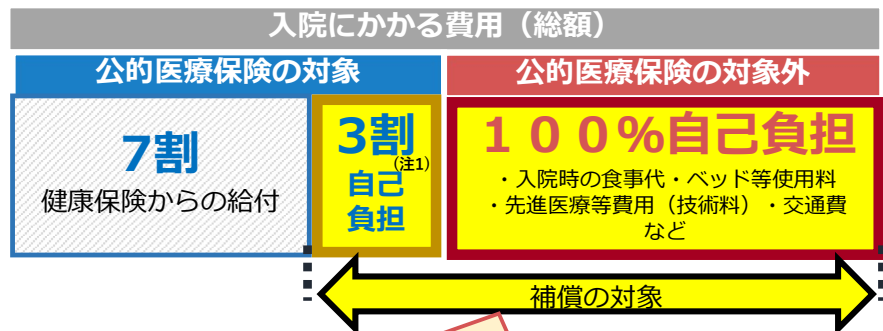 入院にかかる費用（総額）
公的医療保険の対象
公的医療保険の対象外
7割
健康保険からの給付
3割
(注1)
自己
負担
１００%自己負担
・入院時の食事代・ベッド等使用料
・先進医療等費用（技術料）・交通費
など
補償の対象